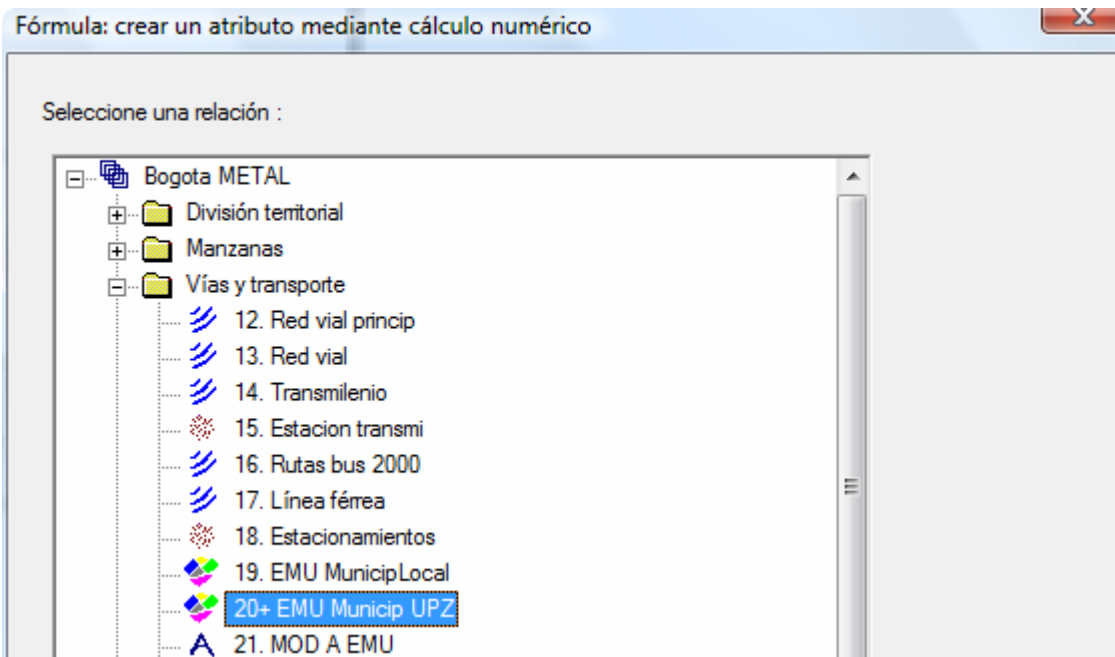 Fórmula: crear un atributo mediante cálculo numérico
Seleccione una relación :
Bogota METAL
División territorial
Manzanas
Vías y transporte
12. Red vial princip
13. Red vial
14. Transmilenio
15. Estacion transmi
16. Rutas bus 2000
17. Línea férrea
18. Estacionamientos
19. EMU MunicipLocal
20+ EMU Municip UPZ
21. MOD A EMU